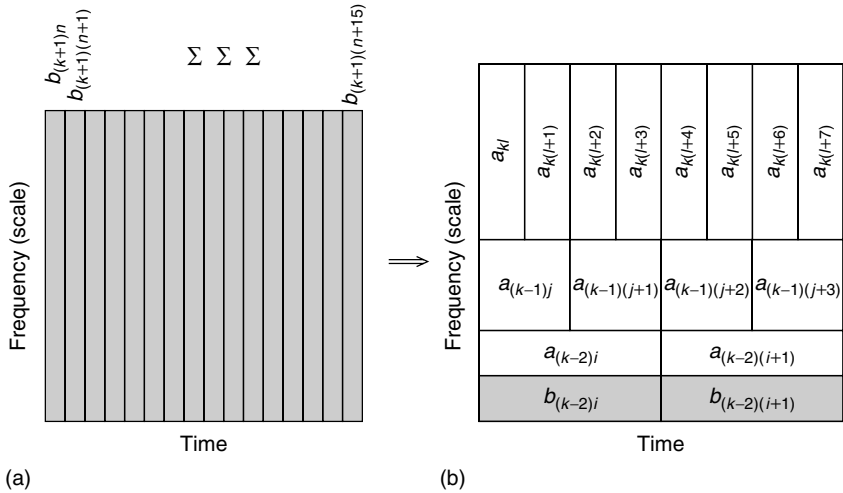 b(k+1)n
b(k+1)(n+1)
Σ Σ Σ
b(k+1)(n+15)
Frequency (scale)
Time
(a)
⇒
Frequency (scale)
akl
ak(l+1)
ak(l+2)
ak(l+3)
ak(l+4)
ak(l+5)
ak(l+6)
ak(l+7)
a(k−1)j
a(k−1)(j+1)
a(k−1)(j+2)
a(k−1)(j+3)
a(k−2)i
a(k−2)(i+1)
b(k−2)i
b(k−2)(i+1)
Time
(b)